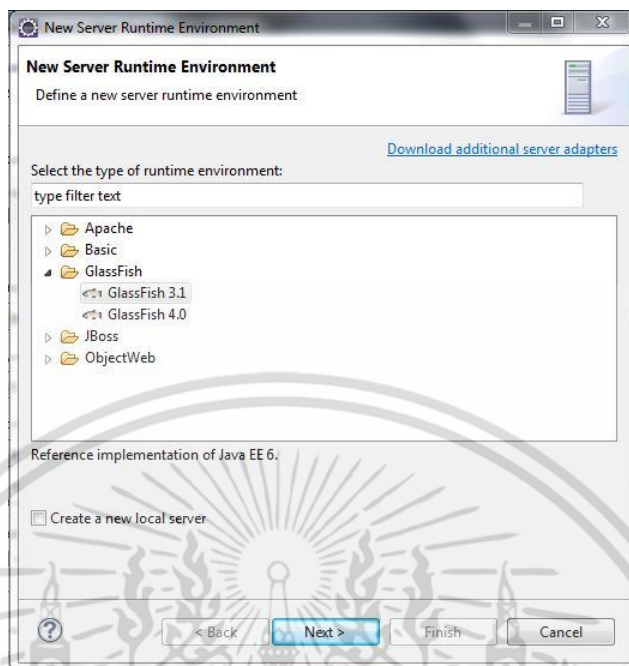 New Server Runtime Environment
New Server Runtime Environment
Define a new server runtime environment
Download additional server adapters
Select the type of runtime environment:
type filter text
Apache
Basic
GlassFish
GlassFish 3.1
GlassFish 4.0
JBoss
ObjectWeb
Reference implementation of Java EE 6.
Create a new local server
? < Back Next > Finish Cancel